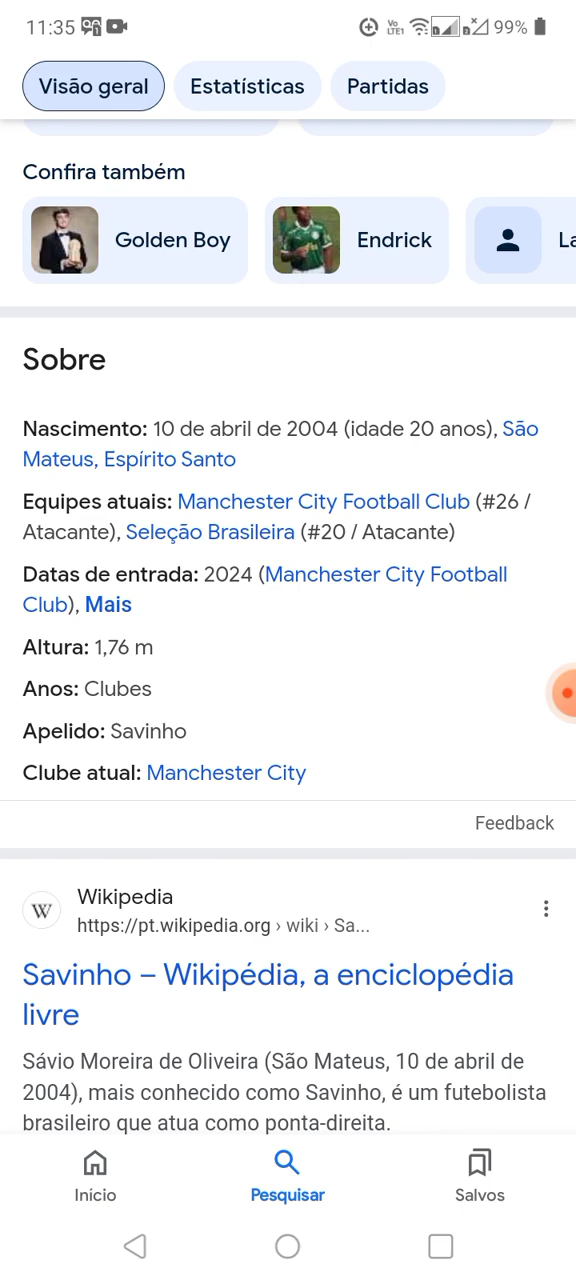 11:35 Vo LTE1 99%
Visão geral Estatísticas Partidas
Confira também
Golden Boy Endrick La
Sobre
Nascimento: 10 de abril de 2004 (idade 20 anos), São
Mateus, Espírito Santo
Equipes atuais: Manchester City Football Club (#26 /
Atacante), Seleção Brasileira (#20 / Atacante)
Datas de entrada: 2024 (Manchester City Football
Club), Mais
Altura: 1,76 m
Anos: Clubes
Apelido: Savinho
Clube atual: Manchester City
Feedback
W Wikipedia
https://pt.wikipedia.org › wiki › Sa...
Savinho – Wikipédia, a enciclopédia
livre
Sávio Moreira de Oliveira (São Mateus, 10 de abril de
2004), mais conhecido como Savinho, é um futebolista
brasileiro que atua como ponta-direita.
Início Pesquisar Salvos